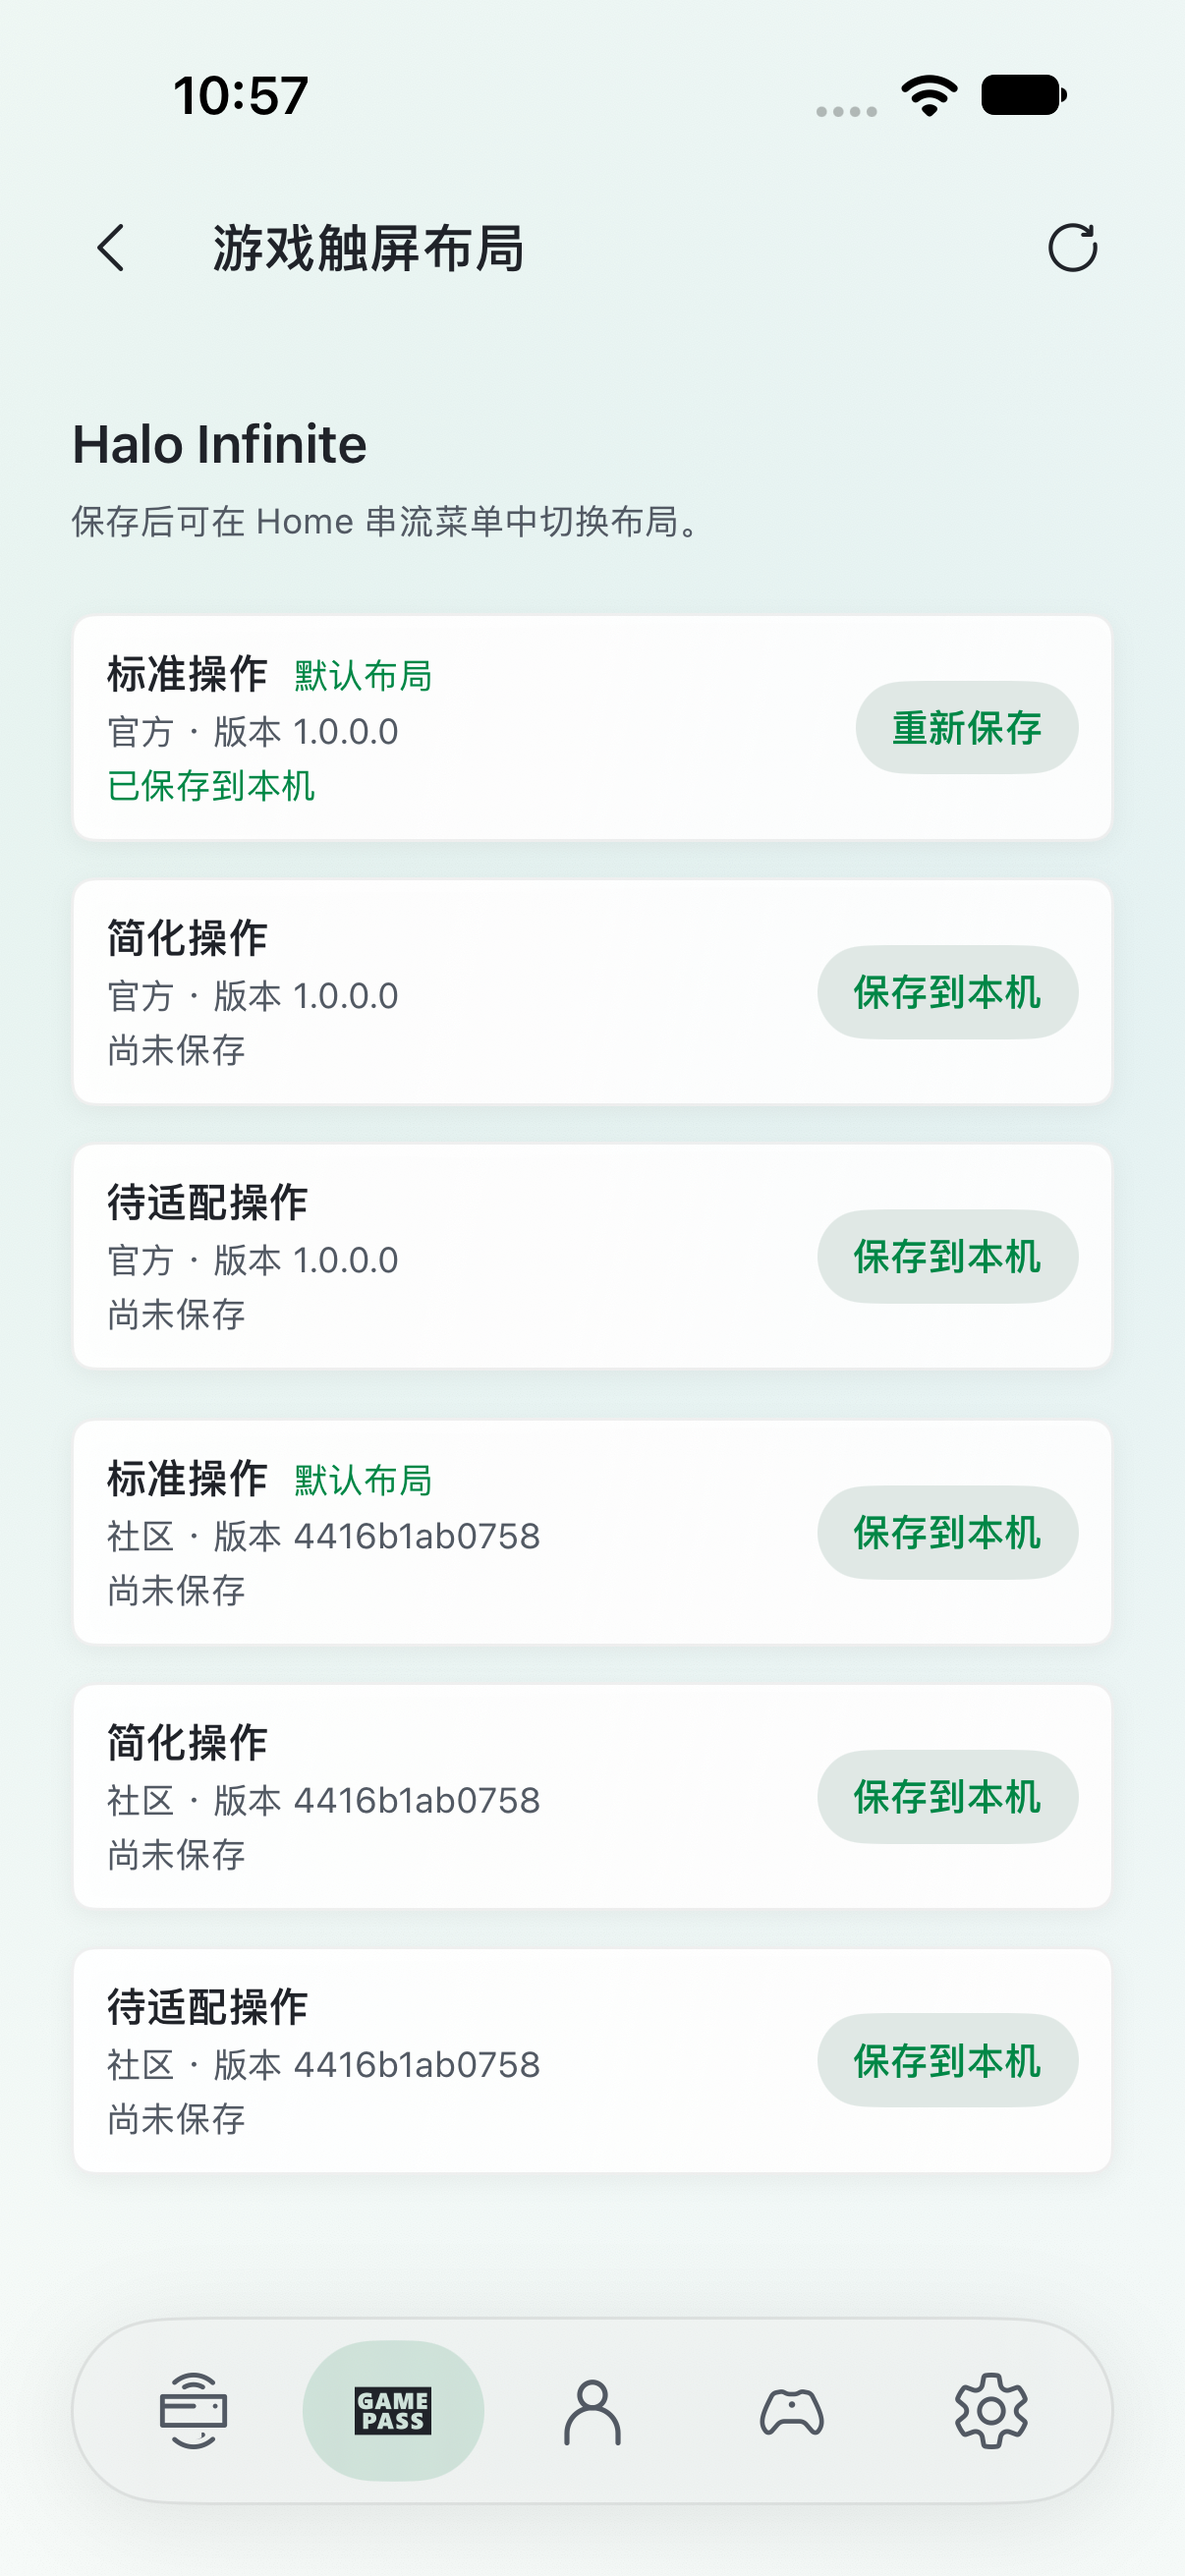 10:57
游戏触屏布局
Halo Infinite
保存后可在 Home 串流菜单中切换布局。
标准操作 默认布局
官方 · 版本 1.0.0.0
已保存到本机
重新保存
简化操作
官方 · 版本 1.0.0.0
尚未保存
保存到本机
待适配操作
官方 · 版本 1.0.0.0
尚未保存
保存到本机
标准操作 默认布局
社区 · 版本 4416b1ab0758
尚未保存
保存到本机
简化操作
社区 · 版本 4416b1ab0758
尚未保存
保存到本机
待适配操作
社区 · 版本 4416b1ab0758
尚未保存
保存到本机
GAME
PASS